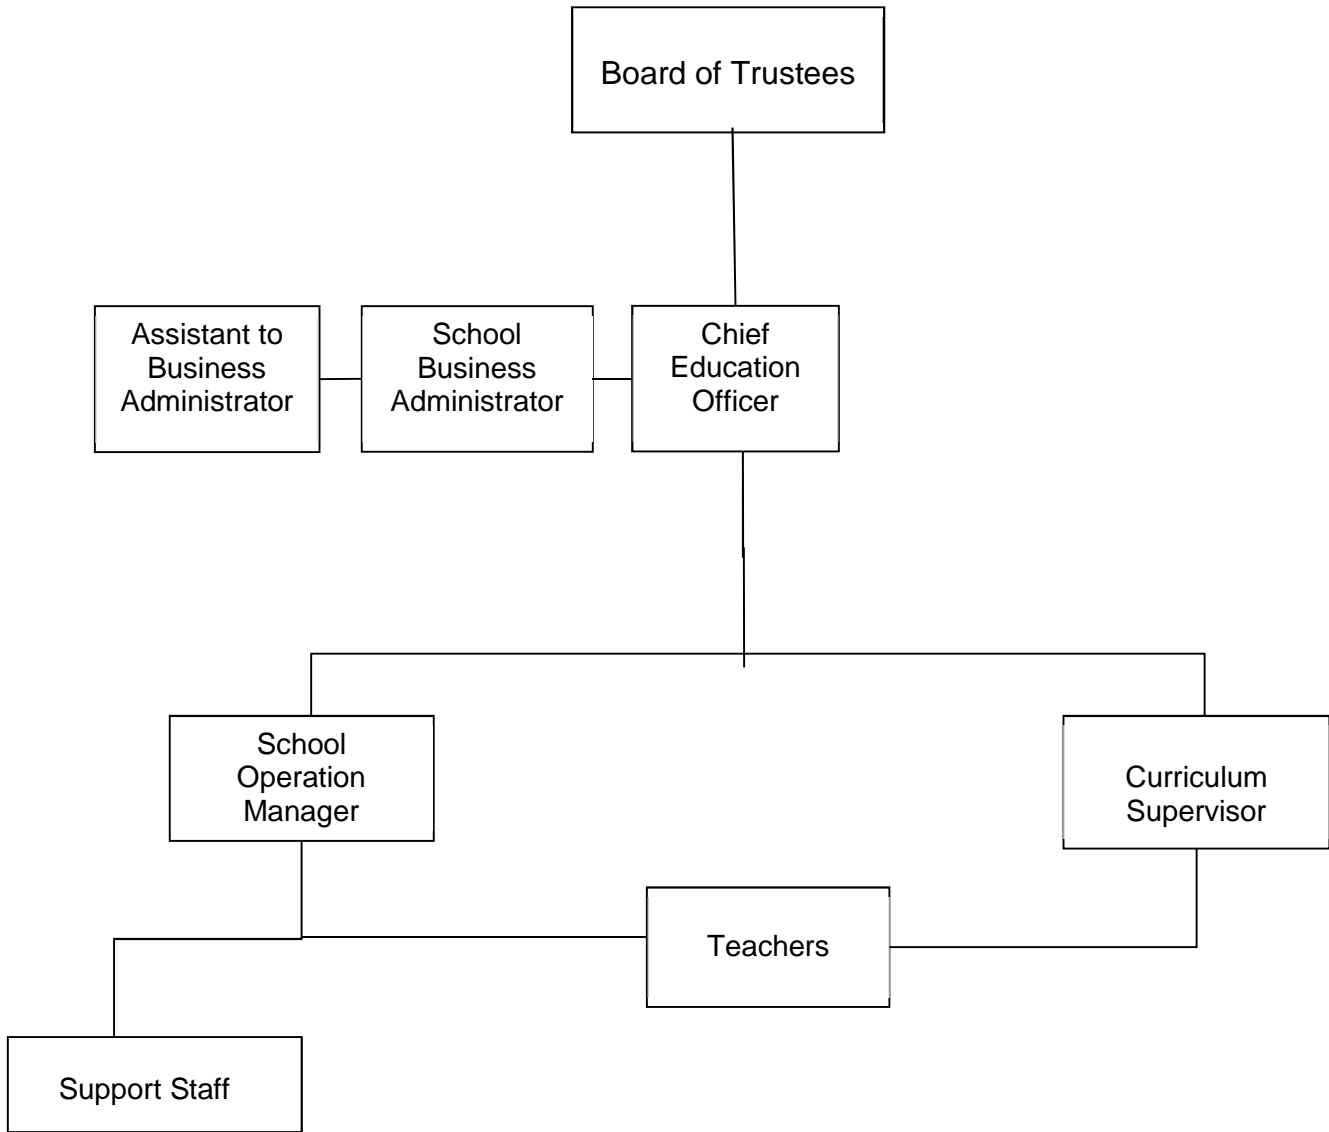 Board of Trustees
Assistant to
Business
Administrator
School
Business
Administrator
Chief
Education
Officer
School
Operation
Manager
Curriculum
Supervisor
Teachers
Support Staff